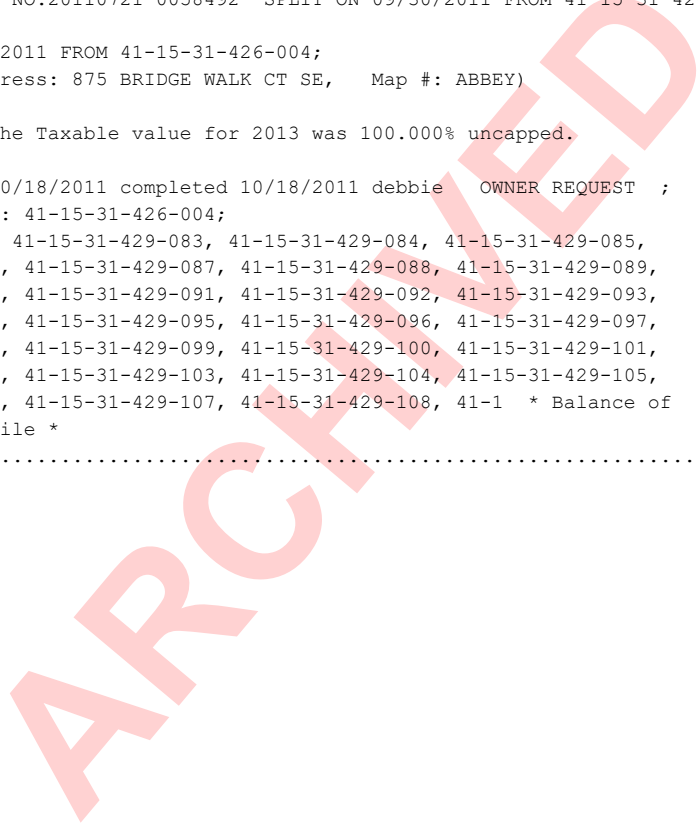 NO.20110721-0058492 SPLIT ON 09/30/2011 FROM 41-15-31-42
2011 FROM 41-15-31-426-004;
ress: 875 BRIDGE WALK CT SE, Map #: ABBEY)
he Taxable value for 2013 was 100.000% uncapped.
0/18/2011 completed 10/18/2011 debbie OWNER REQUEST ;
: 41-15-31-426-004;
41-15-31-429-083, 41-15-31-429-084, 41-15-31-429-085,
, 41-15-31-429-087, 41-15-31-429-088, 41-15-31-429-089,
, 41-15-31-429-091, 41-15-31-429-092, 41-15-31-429-093,
, 41-15-31-429-095, 41-15-31-429-096, 41-15-31-429-097,
, 41-15-31-429-099, 41-15-31-429-100, 41-15-31-429-101,
, 41-15-31-429-103, 41-15-31-429-104, 41-15-31-429-105,
, 41-15-31-429-107, 41-15-31-429-108, 41-1 * Balance of
ile *
..........................................................
ARCHIVED